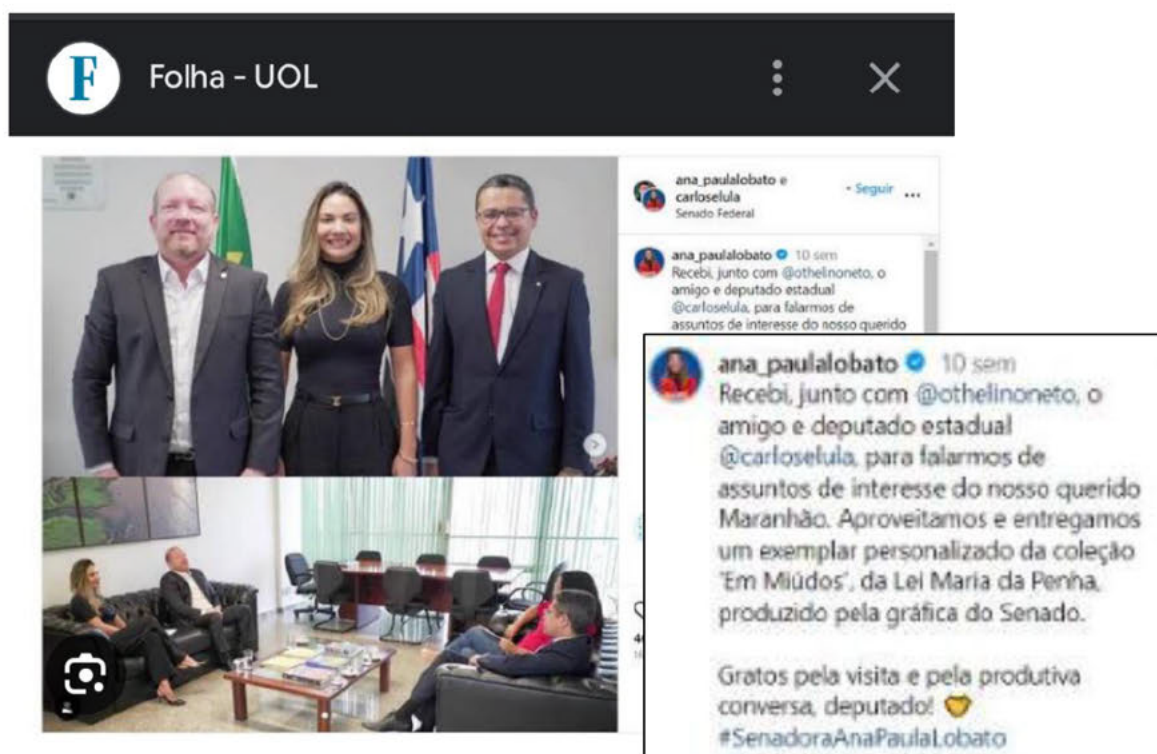 F
Folha - UOL
ana_paulalobato e
carloselula
Senado Federal
• Seguir ...
ana_paulalobato 10 sem
Recebi, junto com @othelinoneto, o
amigo e deputado estadual
@carloselula, para falarmos de
assuntos de interesse do nosso querido
ana_paulalobato 10 sem
Recebi, junto com @othelinoneto, o
amigo e deputado estadual
@carloselula, para falarmos de
assuntos de interesse do nosso querido
Maranhão. Aproveitamos e entregamos
um exemplar personalizado da coleção
'Em Miúdos', da Lei Maria da Penha,
produzido pela gráfica do Senado.
Gratos pela visita e pela produtiva
conversa, deputado!
#SenadoraAnaPaulaLobato